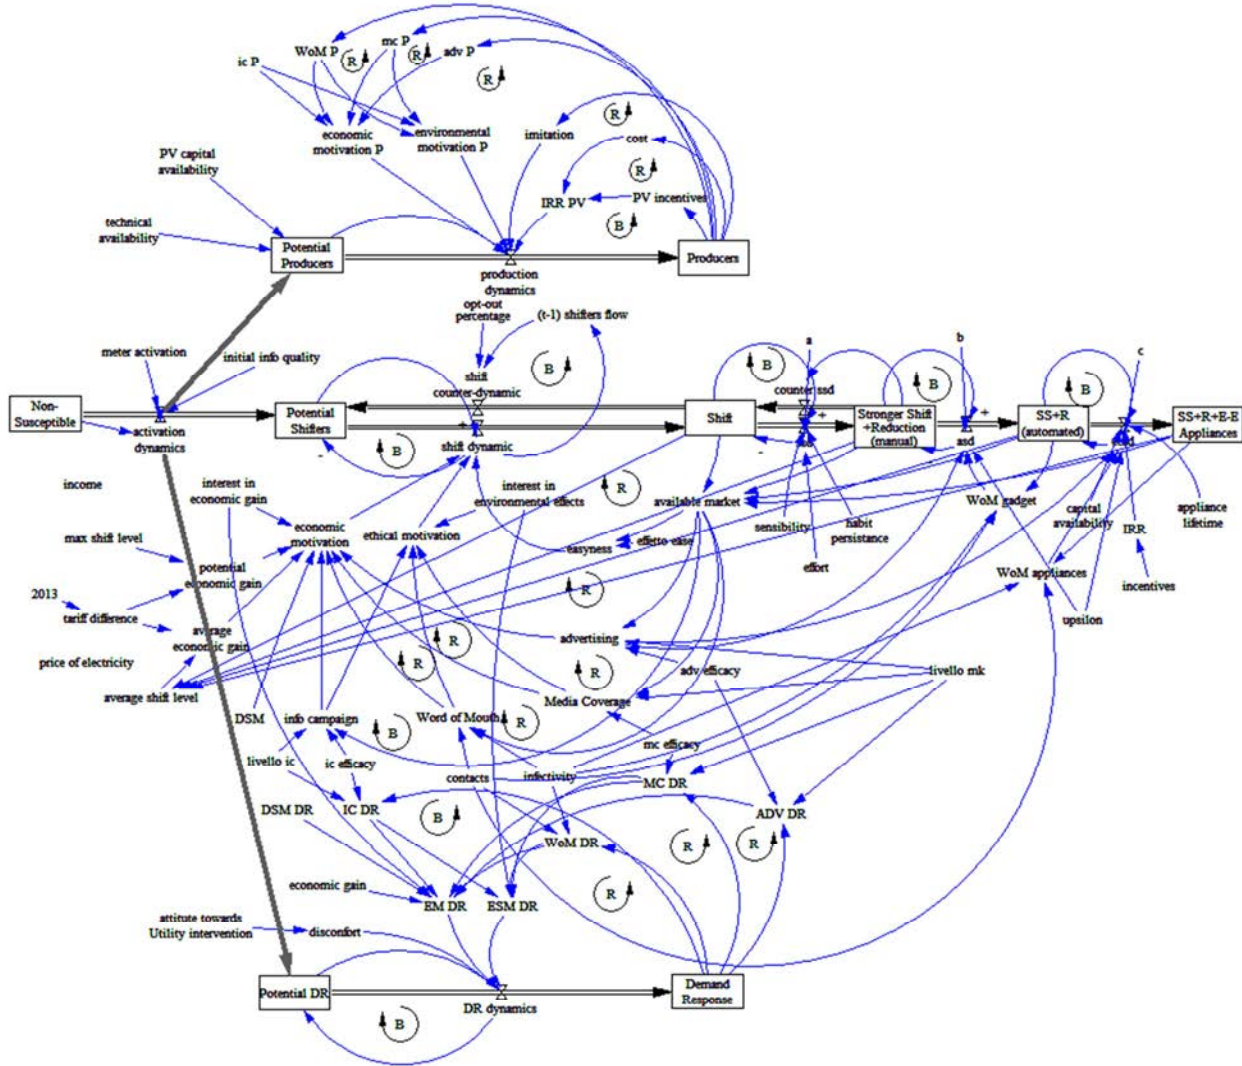 WoM P
mc P
adv P
ic P
R
R
R
economic
motivation P
environmental
motivation P
imitation
R
cost
PV capital
availability
R
IRR PV
PV incentives
technical
availability
B
Potential
Producers
Producers
production
dynamics
opt-out
percentage
(t-1) shifters flow
a
b
c
meter activation
initial info quality
B
B
B
B
shift
counter-dynamic
counter ssd
Non-
Susceptible
activation
dynamics
Potential
Shifters
Shift
Stronger Shift
+Reduction
(manual)
SS+R
(automated)
SS+R+E-E
Appliances
+
+
+
shift dynamic
asd
-
-
-
B
income
interest in
economic gain
interest in
environmental effects
R
available market
WoM gadget
capital
availability
appliance
lifetime
economic
motivation
ethical motivation
sensibility
habit
persistance
IRR
max shift level
easyness
effetto ease
effort
potential
economic gain
WoM appliances
incentives
2013
tariff difference
R
upsilon
average
economic gain
R
advertising
price of electricity
R
R
adv efficacy
livello mk
average shift level
Media Coverage
DSM
info campaign
Word of Mouth
R
B
mc efficacy
livello ic
ic efficacy
contacts
infectivity
MC DR
DSM DR
IC DR
B
ADV DR
WoM DR
R
R
economic gain
EM DR
ESM DR
R
attitute towards
Utility intervention
disconfort
Potential DR
Demand
Response
DR dynamics
B